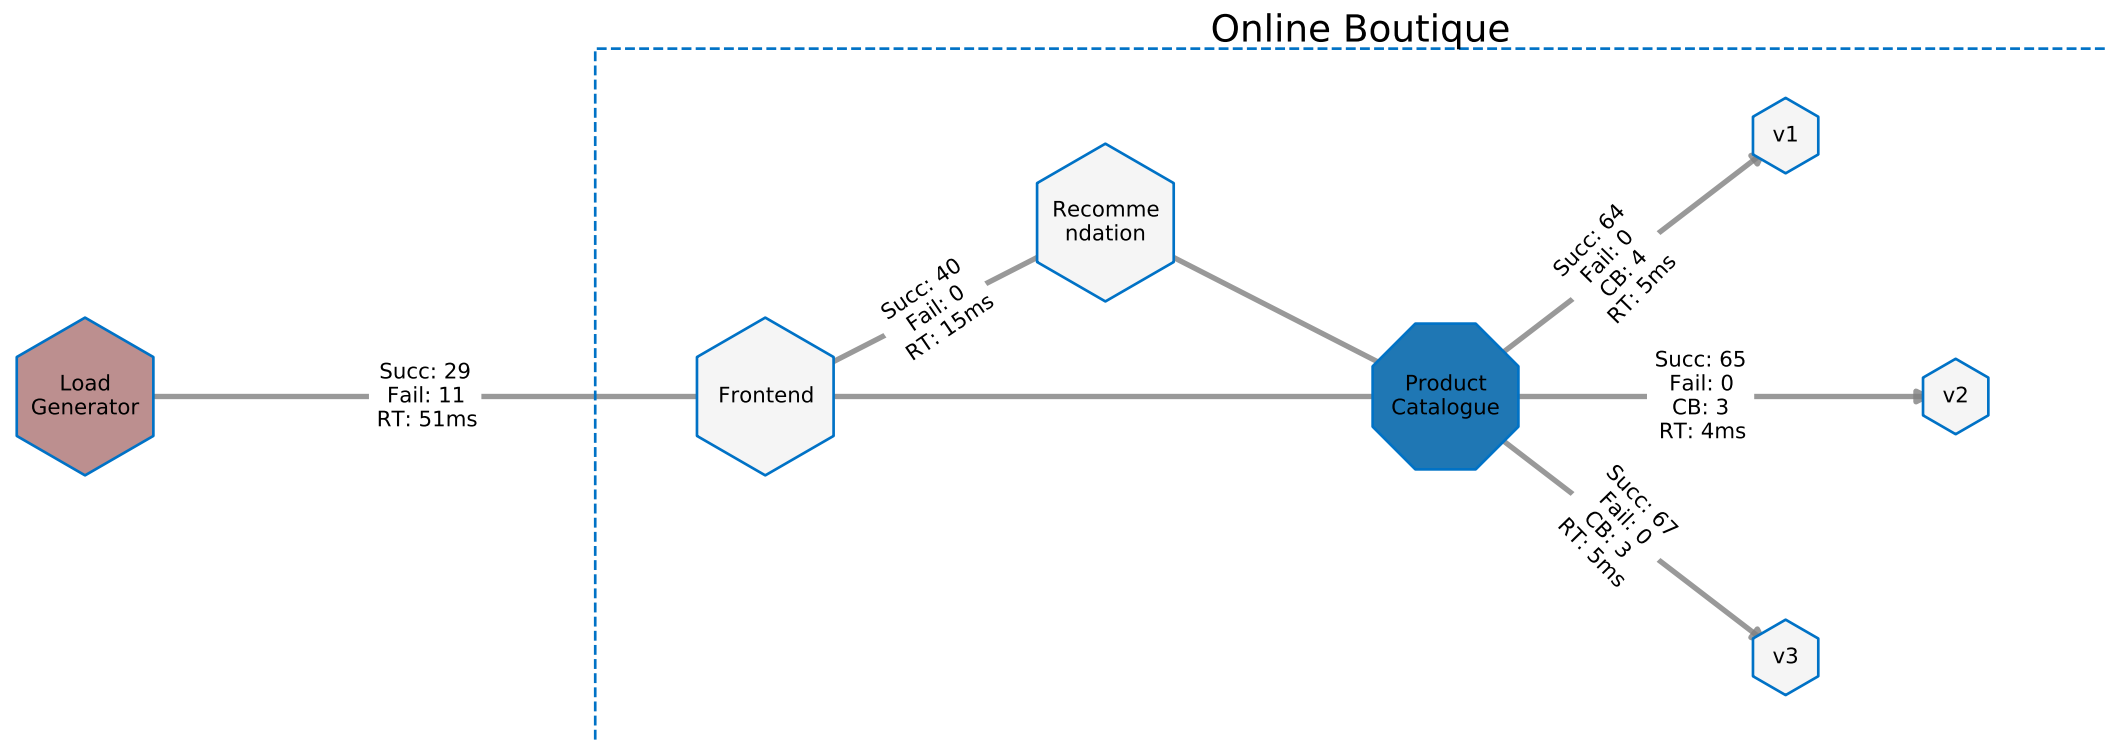 Online Boutique
Load
Generator
Succ: 29
Fail: 11
RT: 51ms
Frontend
Succ: 40
Fail: 0
RT: 15ms
Recomme
ndation
Product
Catalogue
Succ: 64
Fail: 0
CB: 4
RT: 5ms
v1
Succ: 65
Fail: 0
CB: 3
RT: 4ms
v2
Succ: 67
Fail: 0
CB: 3
RT: 5ms
v3